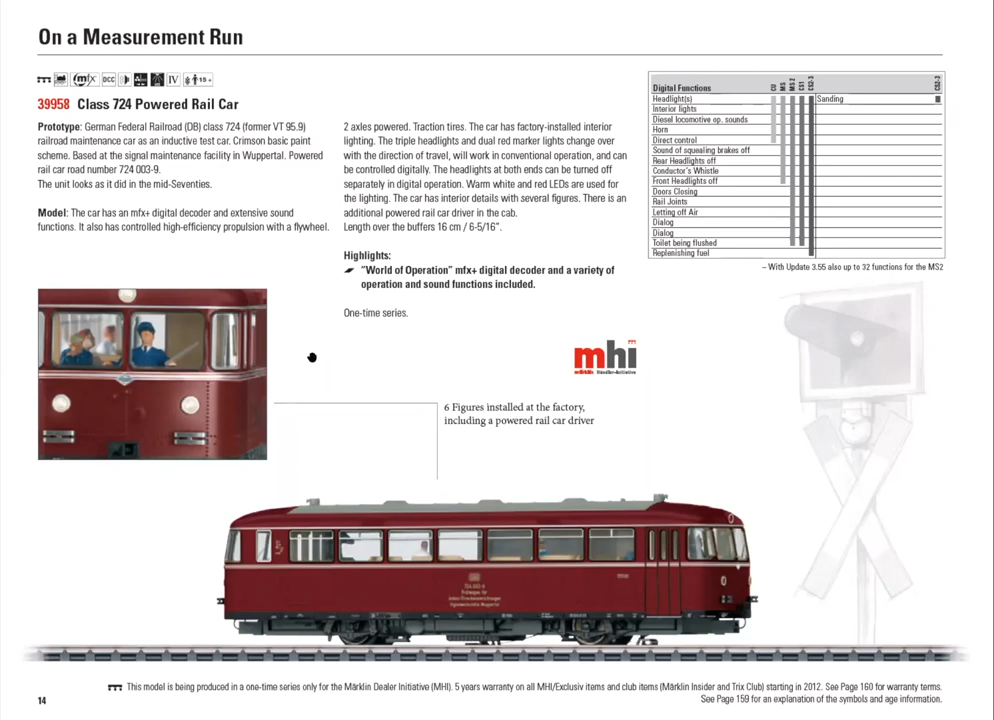 On a Measurement Run
mfx DCC IV 15 +
39958 Class 724 Powered Rail Car
Prototype: German Federal Railroad (DB) class 724 (former VT 95.9)
railroad maintenance car as an inductive test car. Crimson basic paint
scheme. Based at the signal maintenance facility in Wuppertal. Powered
rail car road number 724 003-9.
The unit looks as it did in the mid-Seventies.
Model: The car has an mfx+ digital decoder and extensive sound
functions. It also has controlled high-efficiency propulsion with a flywheel.
2 axles powered. Traction tires. The car has factory-installed interior
lighting. The triple headlights and dual red marker lights change over
with the direction of travel, will work in conventional operation, and can
be controlled digitally. The headlights at both ends can be turned off
separately in digital operation. Warm white and red LEDs are used for
the lighting. The car has interior details with several figures. There is an
additional powered rail car driver in the cab.
Length over the buffers 16 cm / 6-5/16".
Highlights:
"World of Operation" mfx+ digital decoder and a variety of
operation and sound functions included.
One-time series.
Digital Functions CU MS MS 2 CS1 CS2-3 CS2-3
Headlight(s) Sanding
Interior lights
Diesel locomotive op. sounds
Horn
Direct control
Sound of squealing brakes off
Rear Headlights off
Conductor's Whistle
Front Headlights off
Doors Closing
Rail Joints
Letting off Air
Dialog
Dialog
Toilet being flushed
Replenishing fuel
– With Update 3.55 also up to 32 functions for the MS2
mhi
märklin Händler-Initiative
6 Figures installed at the factory,
including a powered rail car driver
This model is being produced in a one-time series only for the Märklin Dealer Initiative (MHI). 5 years warranty on all MHI/Exclusiv items and club items (Märklin Insider and Trix Club) starting in 2012. See Page 160 for warranty terms.
See Page 159 for an explanation of the symbols and age information.
14